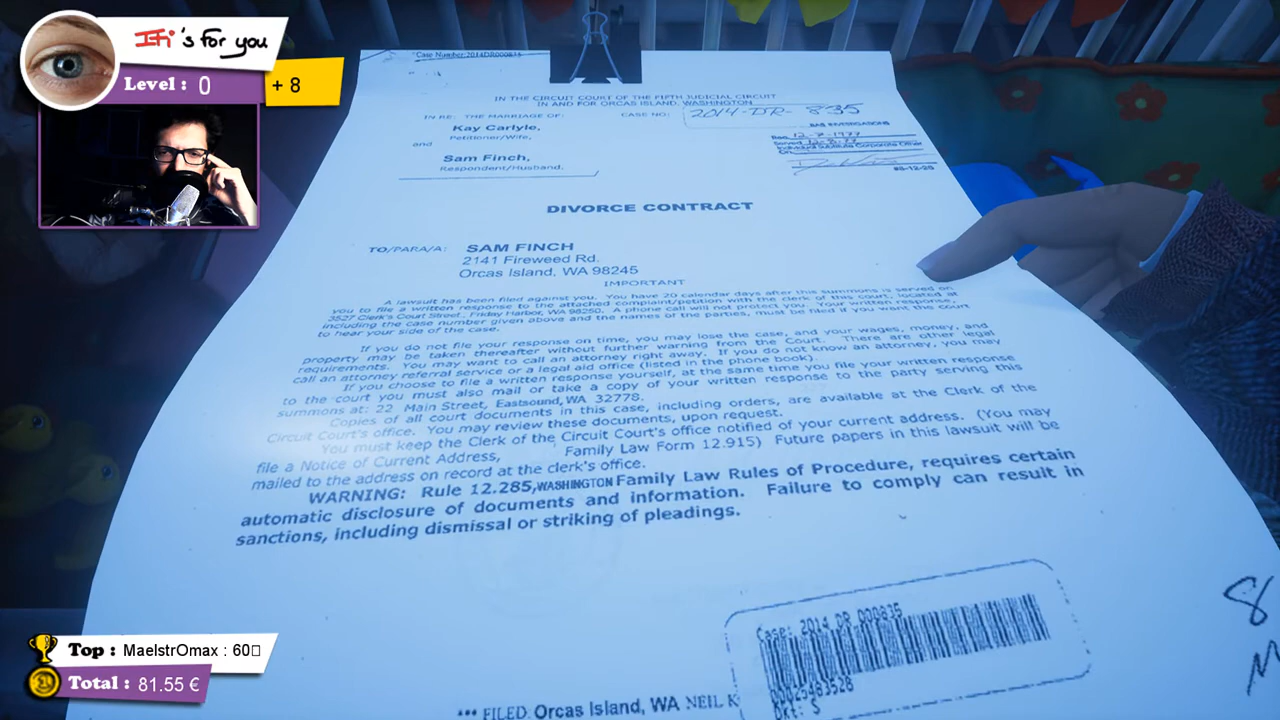 IFi 's for you
Level : 0
+ 8
Case Number:2014DR000835
IN THE CIRCUIT COURT OF THE FIFTH JUDICIAL CIRCUIT
IN AND FOR ORCAS ISLAND, WASHINGTON
IN RE: THE MARRIAGE OF:
CASE NO:
2014-DR- 835
Kay Carlyle,
Petitioner/Wife,
and
Sam Finch,
Respondent/Husband.
DIVORCE CONTRACT
TO/PARA/A:
SAM FINCH
2141 Fireweed Rd.
Orcas Island, WA 98245
IMPORTANT
A lawsuit has been filed against you. You have 20 calendar days after this summons is served on
you to file a written response to the attached complaint/petition with the clerk of this court, located at
3527 Clerk's Court Street, Friday Harbor, WA 98250. A phone call will not protect you. Your written response,
including the case number given above and the names of the parties, must be filed if you want the court
to hear your side of the case.
If you do not file your response on time, you may lose the case, and your wages, money, and
property may be taken thereafter without further warning from the Court. There are other legal
requirements. You may want to call an attorney right away. If you do not know an attorney, you may
call an attorney referral service or a legal aid office (listed in the phone book).
If you choose to file a written response yourself, at the same time you file your written response
to the court you must also mail or take a copy of your written response to the party serving this
summons at: 22 Main Street, Eastsound, WA 32778.
Copies of all court documents in this case, including orders, are available at the Clerk of the
Circuit Court's office. You may review these documents, upon request.
You must keep the Clerk of the Circuit Court's office notified of your current address. (You may
file a Notice of Current Address, Family Law Form 12.915) Future papers in this lawsuit will be
mailed to the address on record at the clerk's office.
WARNING: Rule 12.285, WASHINGTON Family Law Rules of Procedure, requires certain
automatic disclosure of documents and information. Failure to comply can result in
sanctions, including dismissal or striking of pleadings.
Case: 2014 DR 000835
00025483528
Dkt: S
*** FILED: Orcas Island, WA NEIL K
8
M
Top : MaelstrOmax : 60
Total : 81.55 €